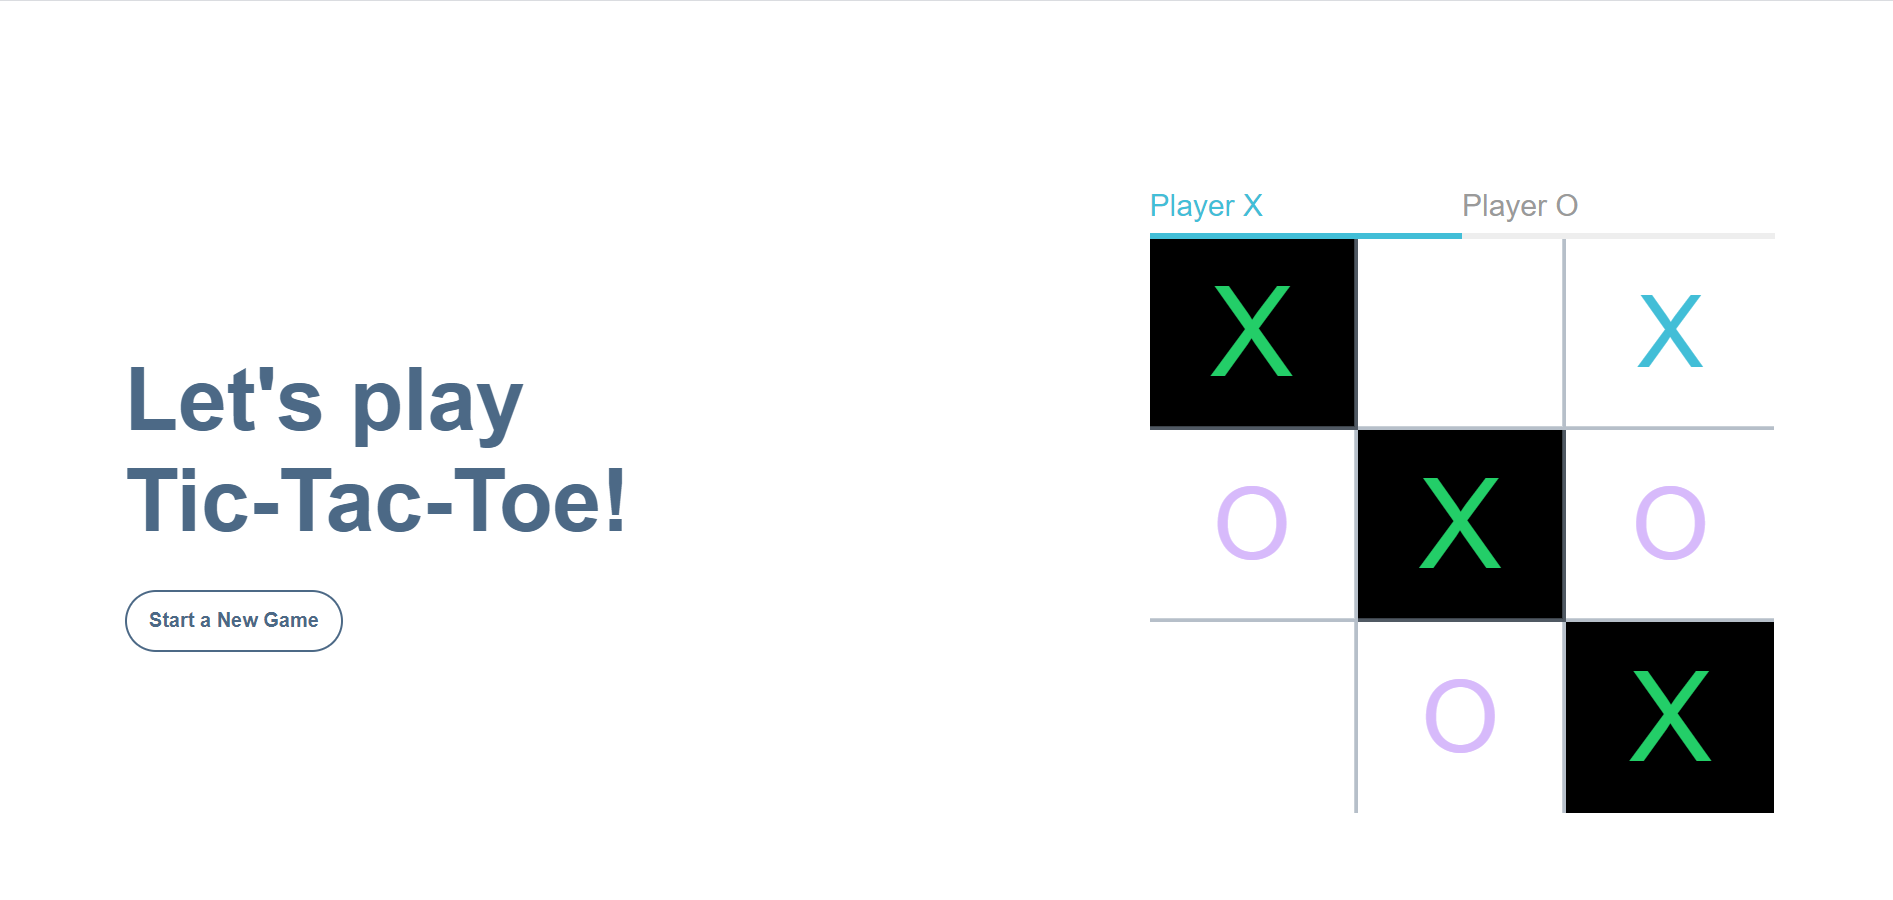 Let's play
Tic-Tac-Toe!
Start a New Game
Player X Player O
X X
O X O
O X